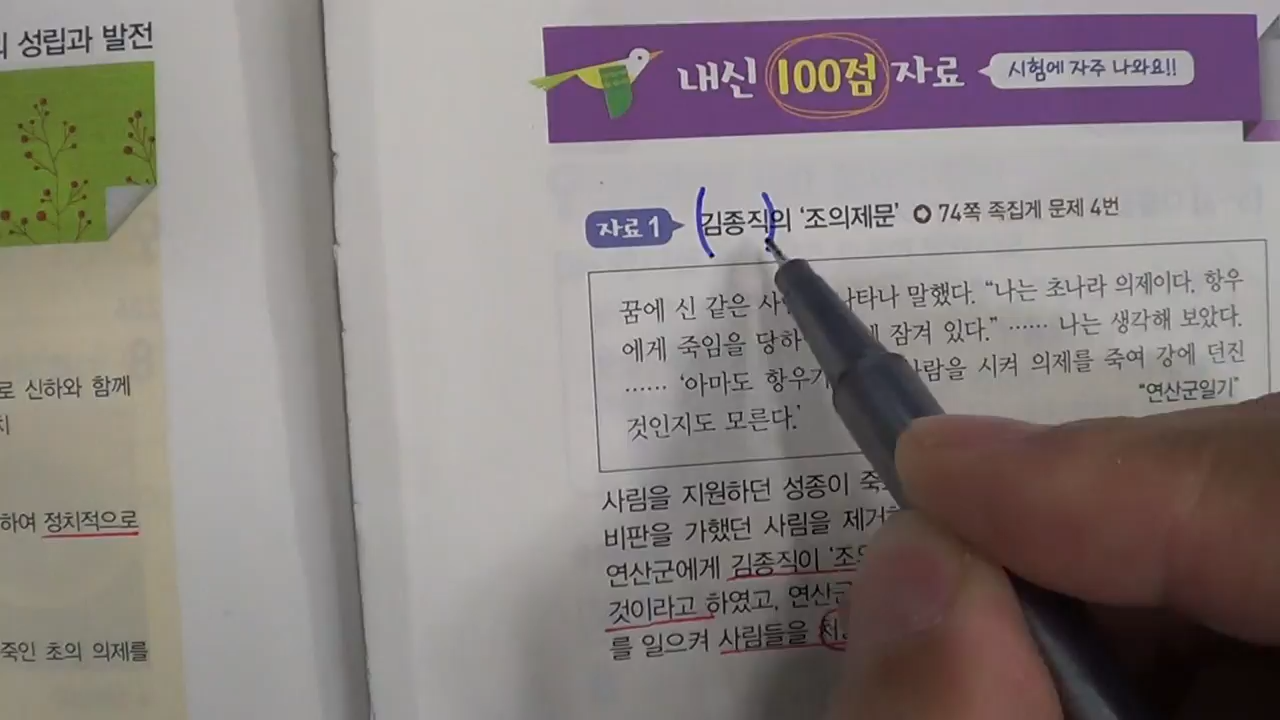 성립과 발전
로 신하와 함께
치
하여 정치적으로
죽인 초의 의제를
내신 100점 자료
시험에 자주 나와요!!
자료 1 김종직의 '조의제문' 74쪽 족집게 문제 4번
꿈에 신 같은 나타나 말했다. "나는 초나라 의제이다. 항우
에게 죽임을 당하 잠겨 있다." …… 나는 생각해 보았다.
…… '아마도 항우가 사람을 시켜 의제를 죽여 강에 던진
것인지도 모른다.'
"연산군일기"
사림을 지원하던 성종이
비판을 가했던 사림을
연산군에게 김종직이
것이라고 하였고,
를 일으켜 사림들을